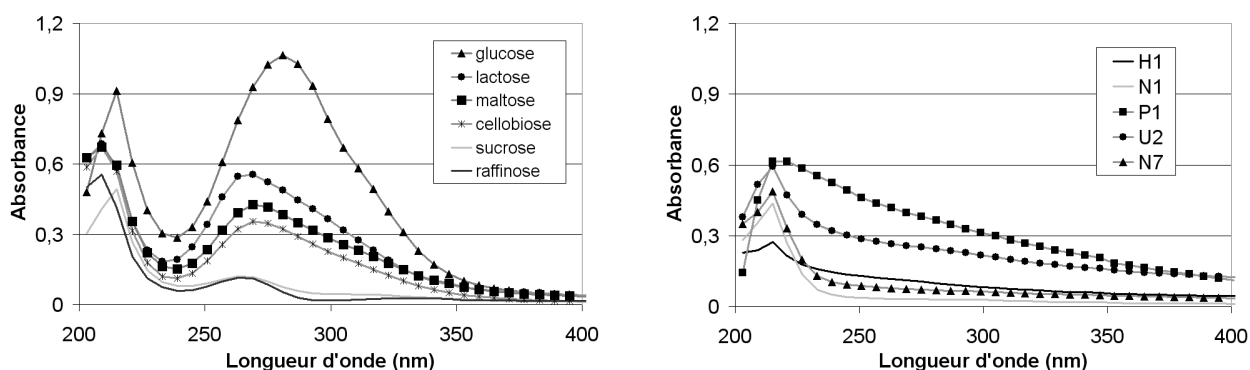 1,2
0,9
0,6
0,3
0
Absorbance
glucose
lactose
maltose
cellobiose
sucrose
raffinose
200 250 300 350 400
Longueur d'onde (nm)
1,2
0,9
0,6
0,3
0
Absorbance
H1
N1
P1
U2
N7
200 250 300 350 400
Longueur d'onde (nm)